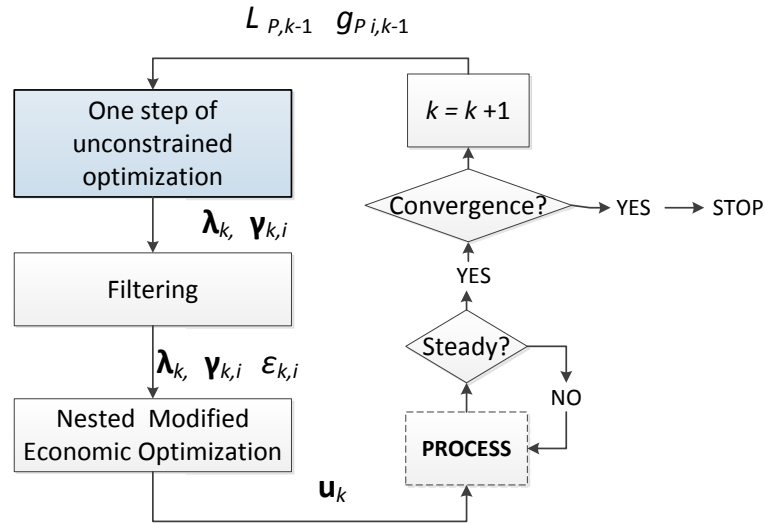 L P,k-1 g P i,k-1
One step of
unconstrained
optimization
λk, γk,i
Filtering
λk, γk,i εk,i
Nested Modified
Economic Optimization
uk
PROCESS
NO
Steady?
YES
Convergence?
YES
STOP
k = k +1